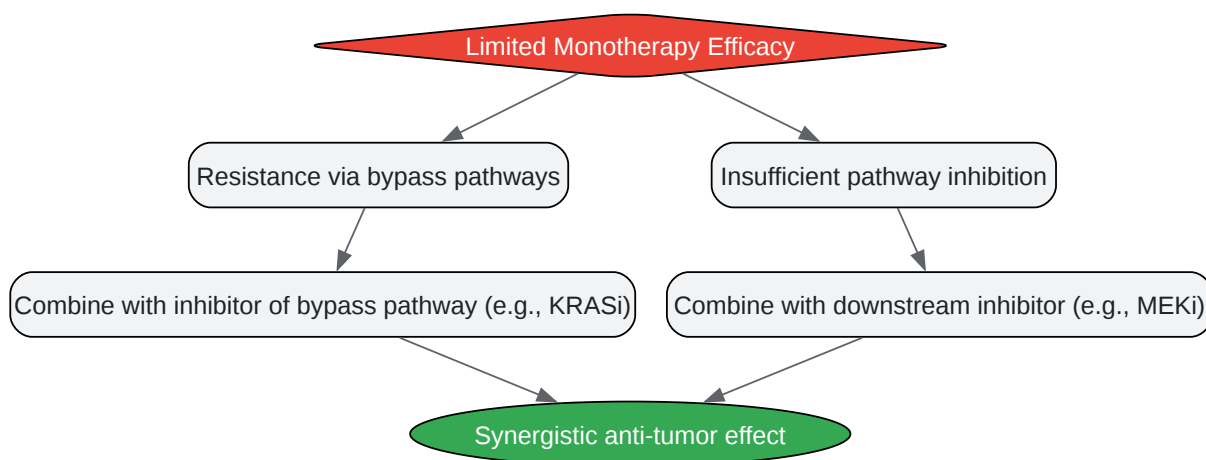 Limited Monotherapy Efficacy
Resistance via bypass pathways
Insufficient pathway inhibition
Combine with inhibitor of bypass pathway (e.g., KRASi)
Combine with downstream inhibitor (e.g., MEKi)
Synergistic anti-tumor effect